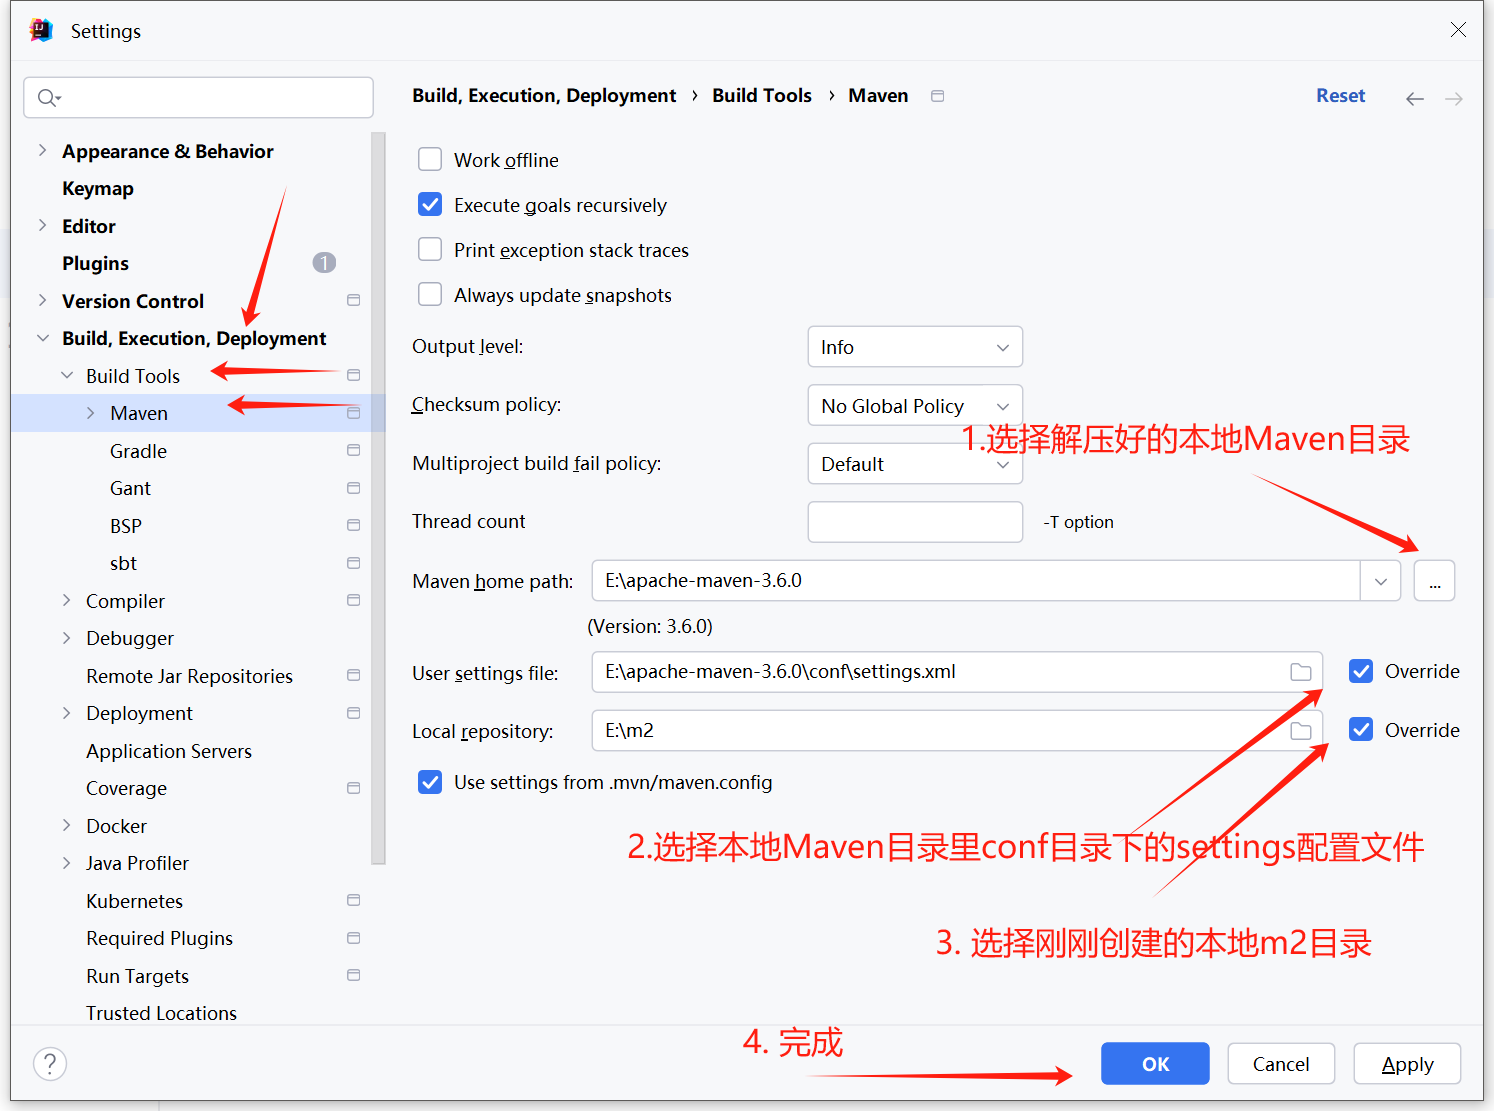 Settings
Build, Execution, Deployment › Build Tools › Maven
Reset
Appearance & Behavior
Keymap
Editor
Plugins
1
Version Control
Build, Execution, Deployment
Build Tools
Maven
Gradle
Gant
BSP
sbt
Compiler
Debugger
Remote Jar Repositories
Deployment
Application Servers
Coverage
Docker
Java Profiler
Kubernetes
Required Plugins
Run Targets
Trusted Locations
Work offline
Execute goals recursively
Print exception stack traces
Always update snapshots
Output level: Info
Checksum policy: No Global Policy
1.选择解压好的本地Maven目录
Multiproject build fail policy: Default
Thread count -T option
Maven home path: E:\apache-maven-3.6.0 ...
(Version: 3.6.0)
User settings file: E:\apache-maven-3.6.0\conf\settings.xml Override
Local repository: E:\m2 Override
Use settings from .mvn/maven.config
2.选择本地Maven目录里conf目录下的settings配置文件
3. 选择刚刚创建的本地m2目录
4. 完成
? OK Cancel Apply